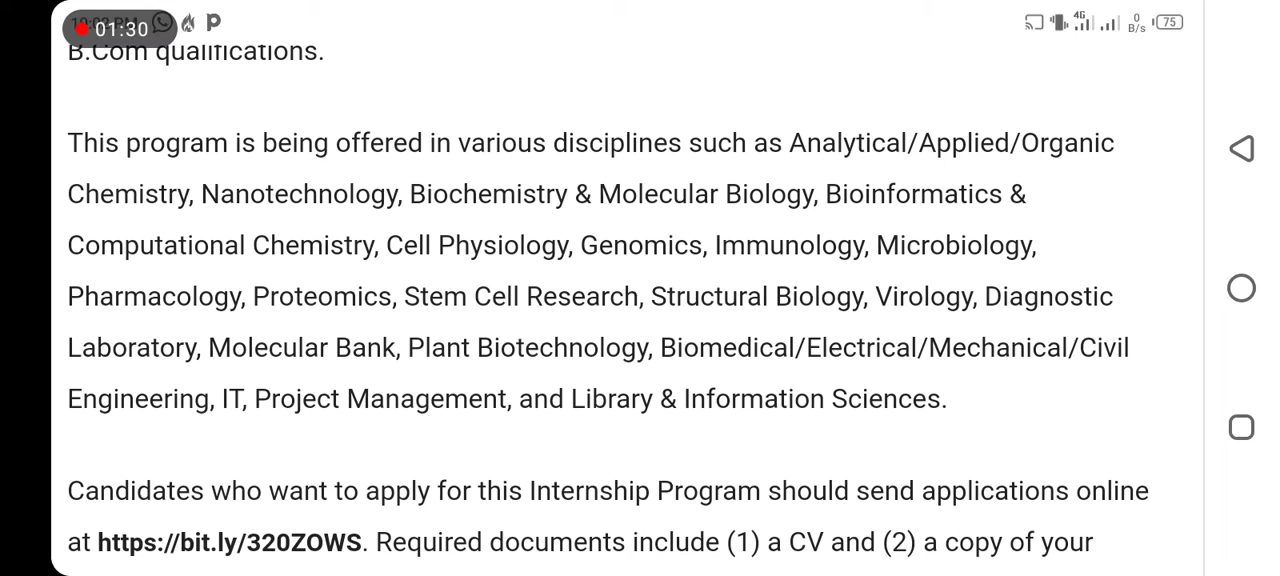 01:30
4G
0
B/s
75
B.Com qualifications.
This program is being offered in various disciplines such as Analytical/Applied/Organic
Chemistry, Nanotechnology, Biochemistry & Molecular Biology, Bioinformatics &
Computational Chemistry, Cell Physiology, Genomics, Immunology, Microbiology,
Pharmacology, Proteomics, Stem Cell Research, Structural Biology, Virology, Diagnostic
Laboratory, Molecular Bank, Plant Biotechnology, Biomedical/Electrical/Mechanical/Civil
Engineering, IT, Project Management, and Library & Information Sciences.
Candidates who want to apply for this Internship Program should send applications online
at https://bit.ly/320ZOWS. Required documents include (1) a CV and (2) a copy of your